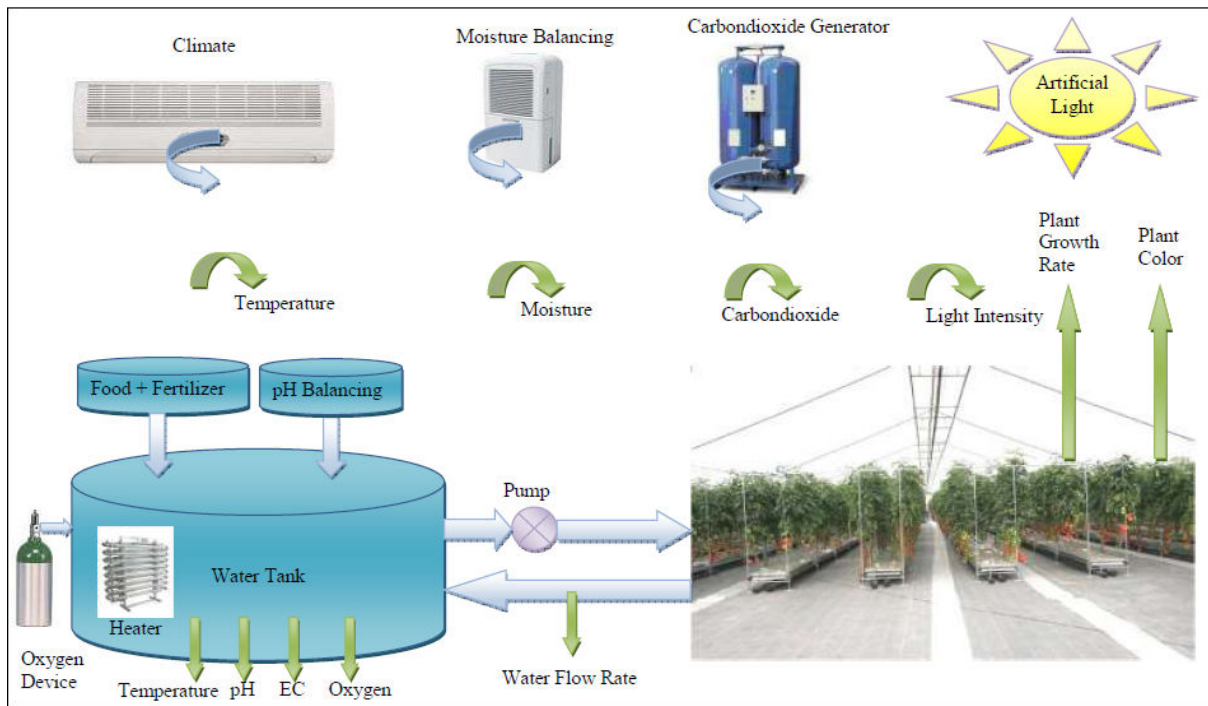 Climate
Moisture Balancing
Carbondioxide Generator
Artificial
Light
Plant
Growth
Rate
Plant
Color
Temperature
Moisture
Carbondioxide
Light Intensity
Food + Fertilizer
pH Balancing
Pump
Water Tank
Heater
Oxygen
Device
Temperature
pH
EC
Oxygen
Water Flow Rate